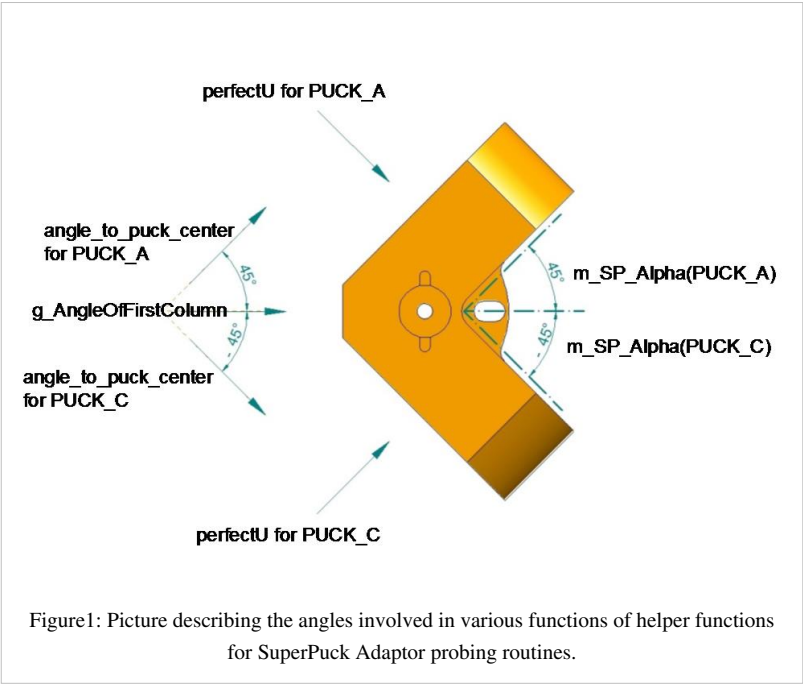 perfectU for PUCK_A
angle_to_puck_center
for PUCK_A
45°
g_AngleOfFirstColumn
- 45°
angle_to_puck_center
for PUCK_C
45°
m_SP_Alpha(PUCK_A)
- 45°
m_SP_Alpha(PUCK_C)
perfectU for PUCK_C
Figure1: Picture describing the angles involved in various functions of helper functions
for SuperPuck Adaptor probing routines.